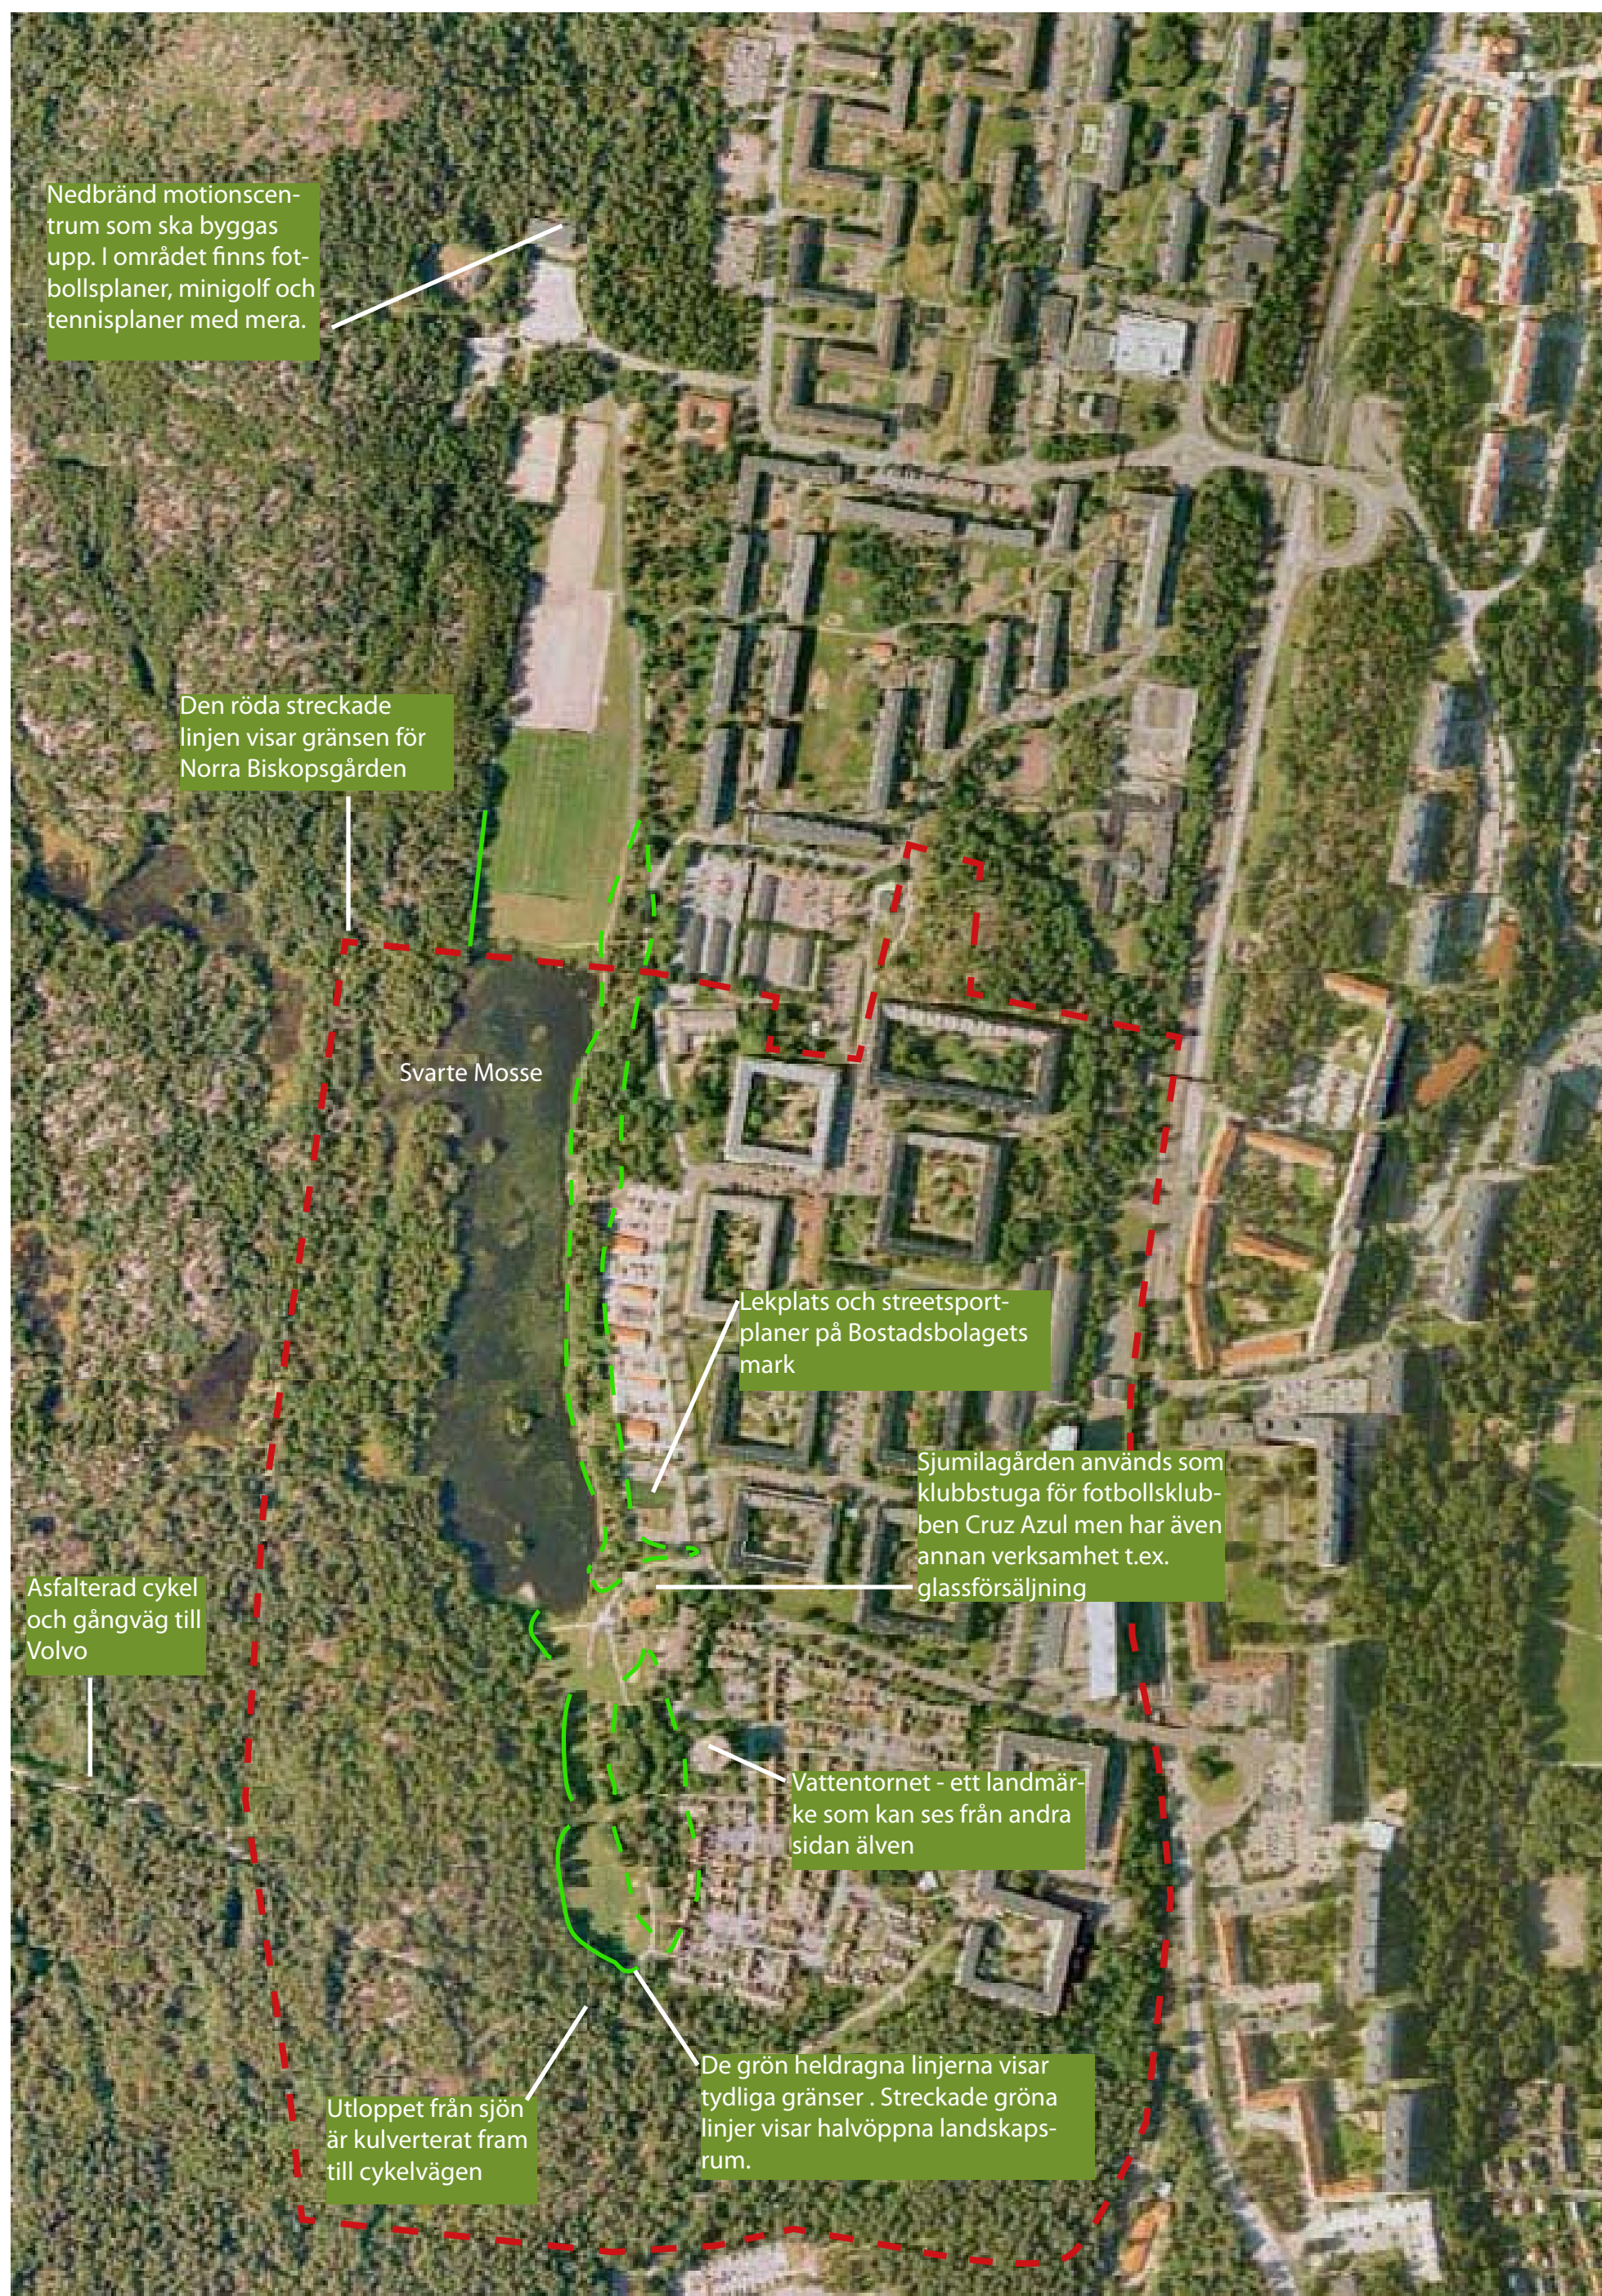 Nedbränd motionscen-
trum som ska byggas
upp. I området finns fot-
bollsplaner, minigolf och
tennisplaner med mera.
Den röda streckade
linjen visar gränsen för
Norra Biskopsgården
Svarte Mosse
Lekplats och streetsport-
planer på Bostadsbolagets
mark
Sjumilagården används som
klubbstuga för fotbollsklub-
ben Cruz Azul men har även
annan verksamhet t.ex.
glassförsäljning
Asfalterad cykel
och gångväg till
Volvo
Vattentornet - ett landmär-
ke som kan ses från andra
sidan älven
De grön heldragna linjerna visar
tydliga gränser . Streckade gröna
linjer visar halvöppna landskaps-
rum.
Utloppet från sjön
är kulverterat fram
till cykelvägen